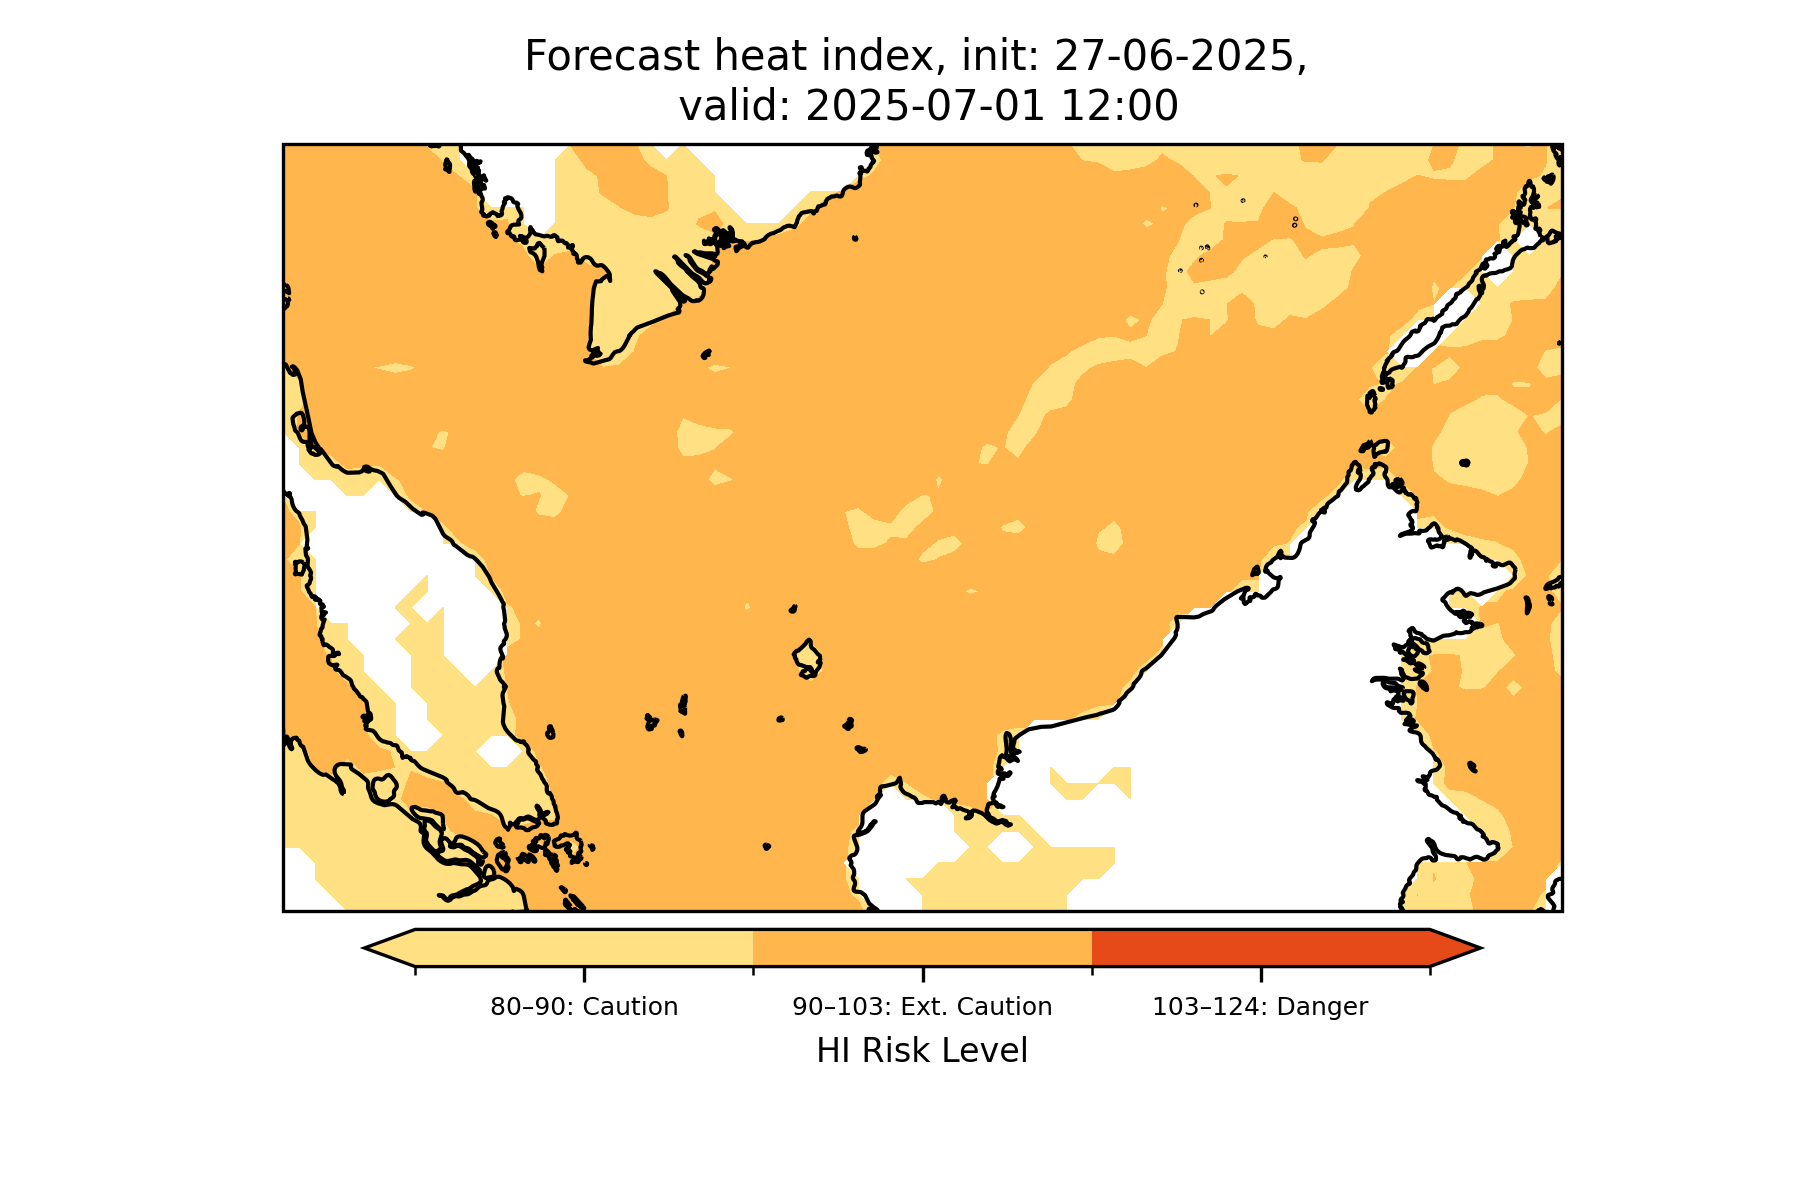 Forecast heat index, init: 27-06-2025,
valid: 2025-07-01 12:00
80–90: Caution
90–103: Ext. Caution
103–124: Danger
HI Risk Level